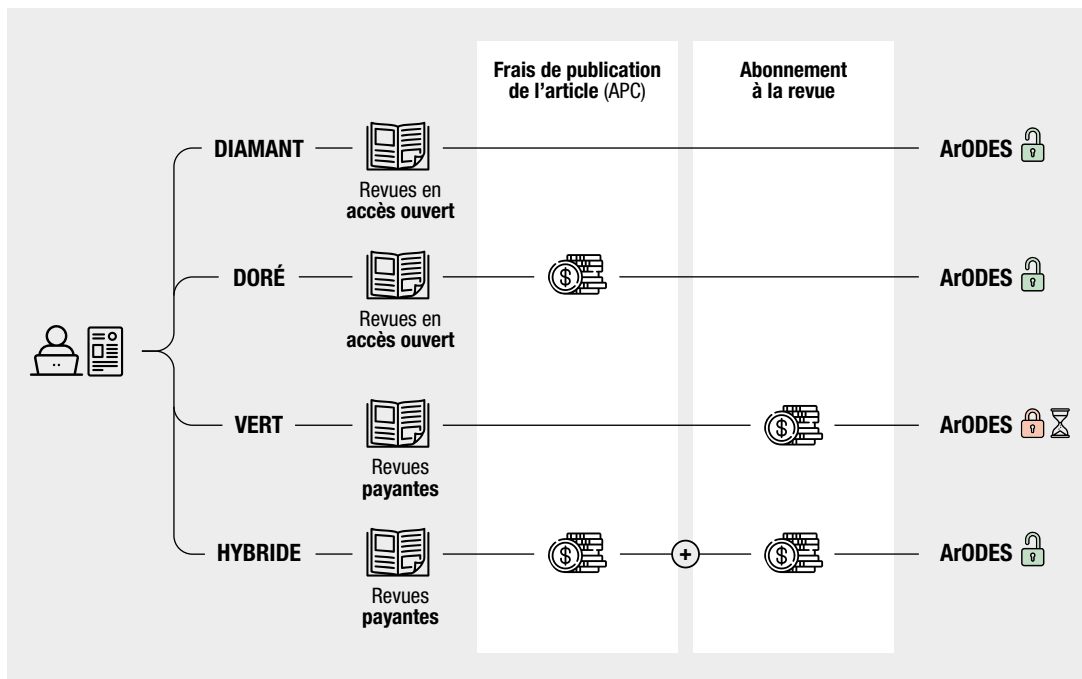 Frais de publication
de l'article (APC)
Abonnement
à la revue
DIAMANT
Revues en
accès ouvert
ArODES
DORÉ
Revues en
accès ouvert
ArODES
VERT
Revues
payantes
ArODES
HYBRIDE
Revues
payantes
ArODES